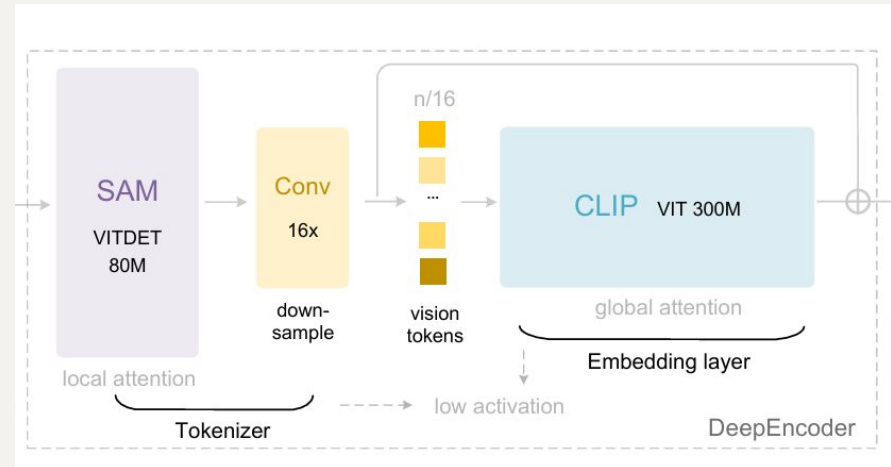 SAM
VITDET
80M
local attention
Conv
16x
down-
sample
Tokenizer
n/16
...
vision
tokens
CLIP VIT 300M
global attention
Embedding layer
low activation
DeepEncoder